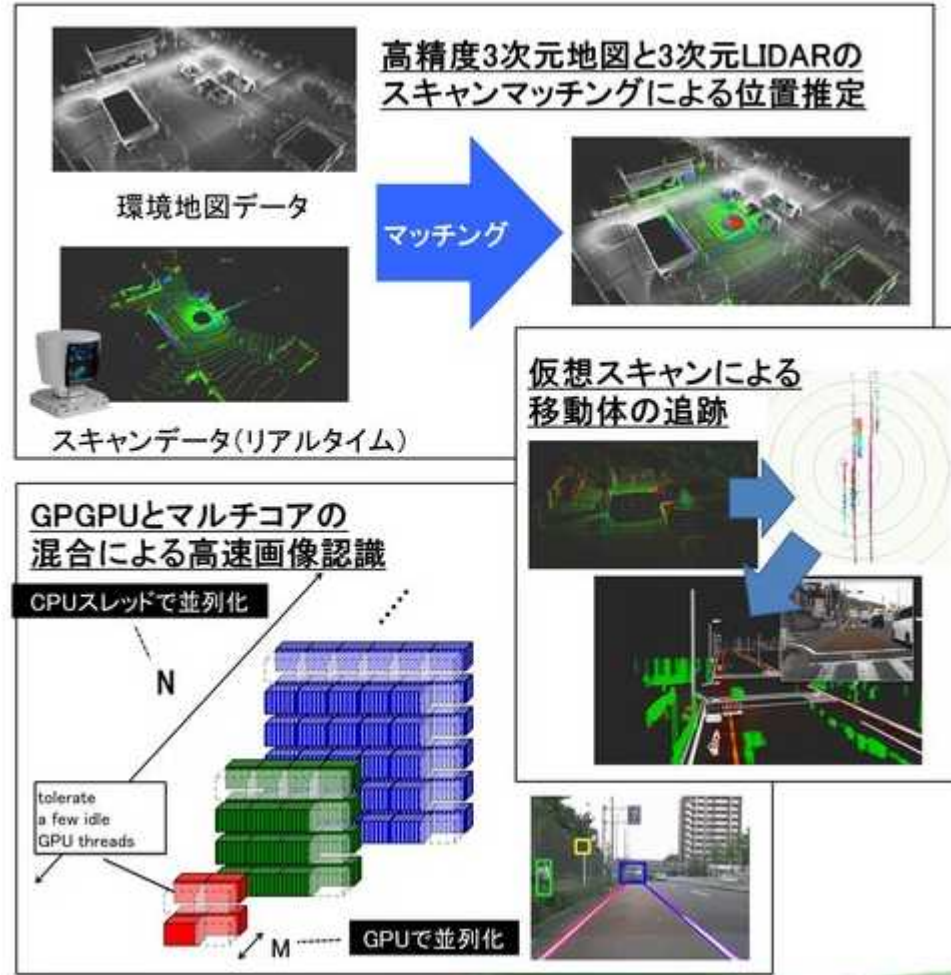 高精度3次元地図と3次元LIDARの
スキャンマッチングによる位置推定
環境地図データ
マッチング
スキャンデータ(リアルタイム)
仮想スキャンによる
移動体の追跡
GPGPUとマルチコアの
混合による高速画像認識
CPUスレッドで並列化
N
tolerate
a few idle
GPU threads
M
GPUで並列化